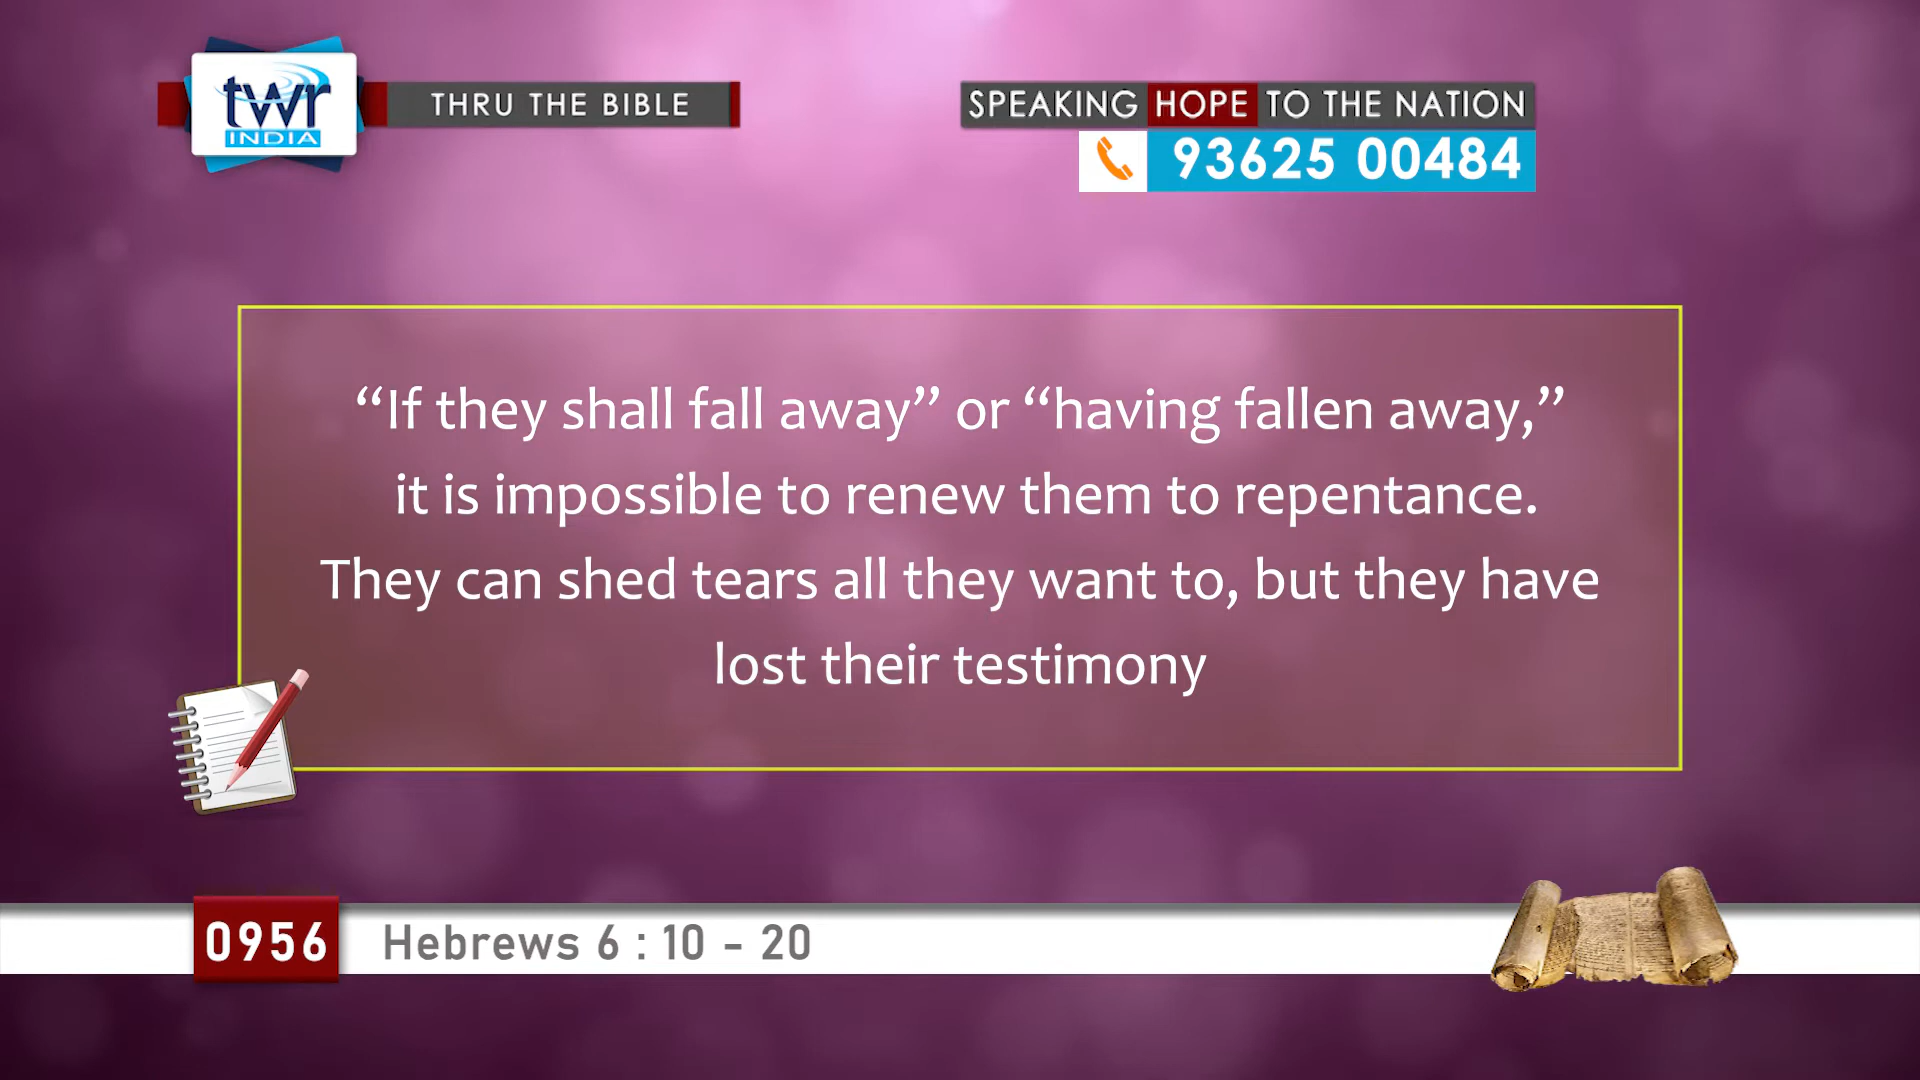 twr
INDIA
THRU THE BIBLE
SPEAKING HOPE TO THE NATION
93625 00484
“If they shall fall away” or “having fallen away,”
it is impossible to renew them to repentance.
They can shed tears all they want to, but they have
lost their testimony
0956
Hebrews 6 : 10 - 20